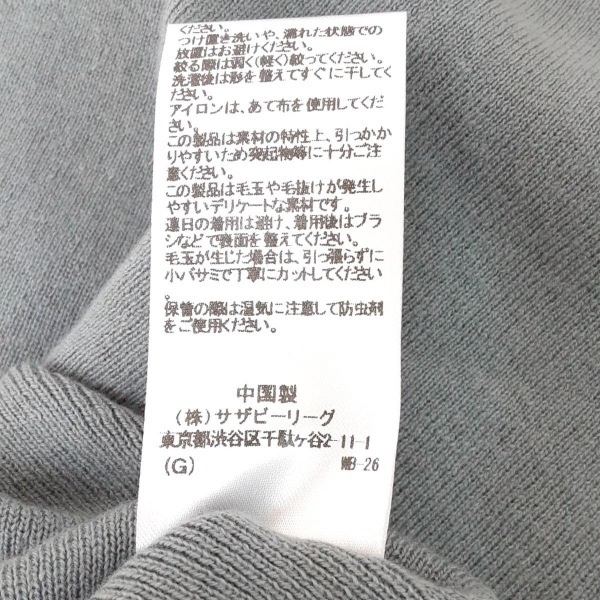 ください。
つけ置き洗いや、濡れた状態での
放置はお避けください。
絞る際は弱く(軽く)絞ってください。
洗濯後は形を整えてすぐに干してく
ださい。
アイロンは、あて布を使用してくだ
さい。
この製品は素材の特性上、引っかか
りやすいため突起物等に十分ご注
意ください。
この製品は毛玉や毛抜けが発生し
やすいデリケートな素材です。
連日の着用は避け、着用後はブラ
シなどで表面を整えてください。
毛玉が生じた場合は、引っ張らずに
小バサミで丁寧にカットしてください
。
保管の際は湿気に注意して防虫剤
をご使用ください。
中国製
(株)サザビーリーグ
東京都渋谷区千駄ヶ谷2-11-1
(G) WB-26